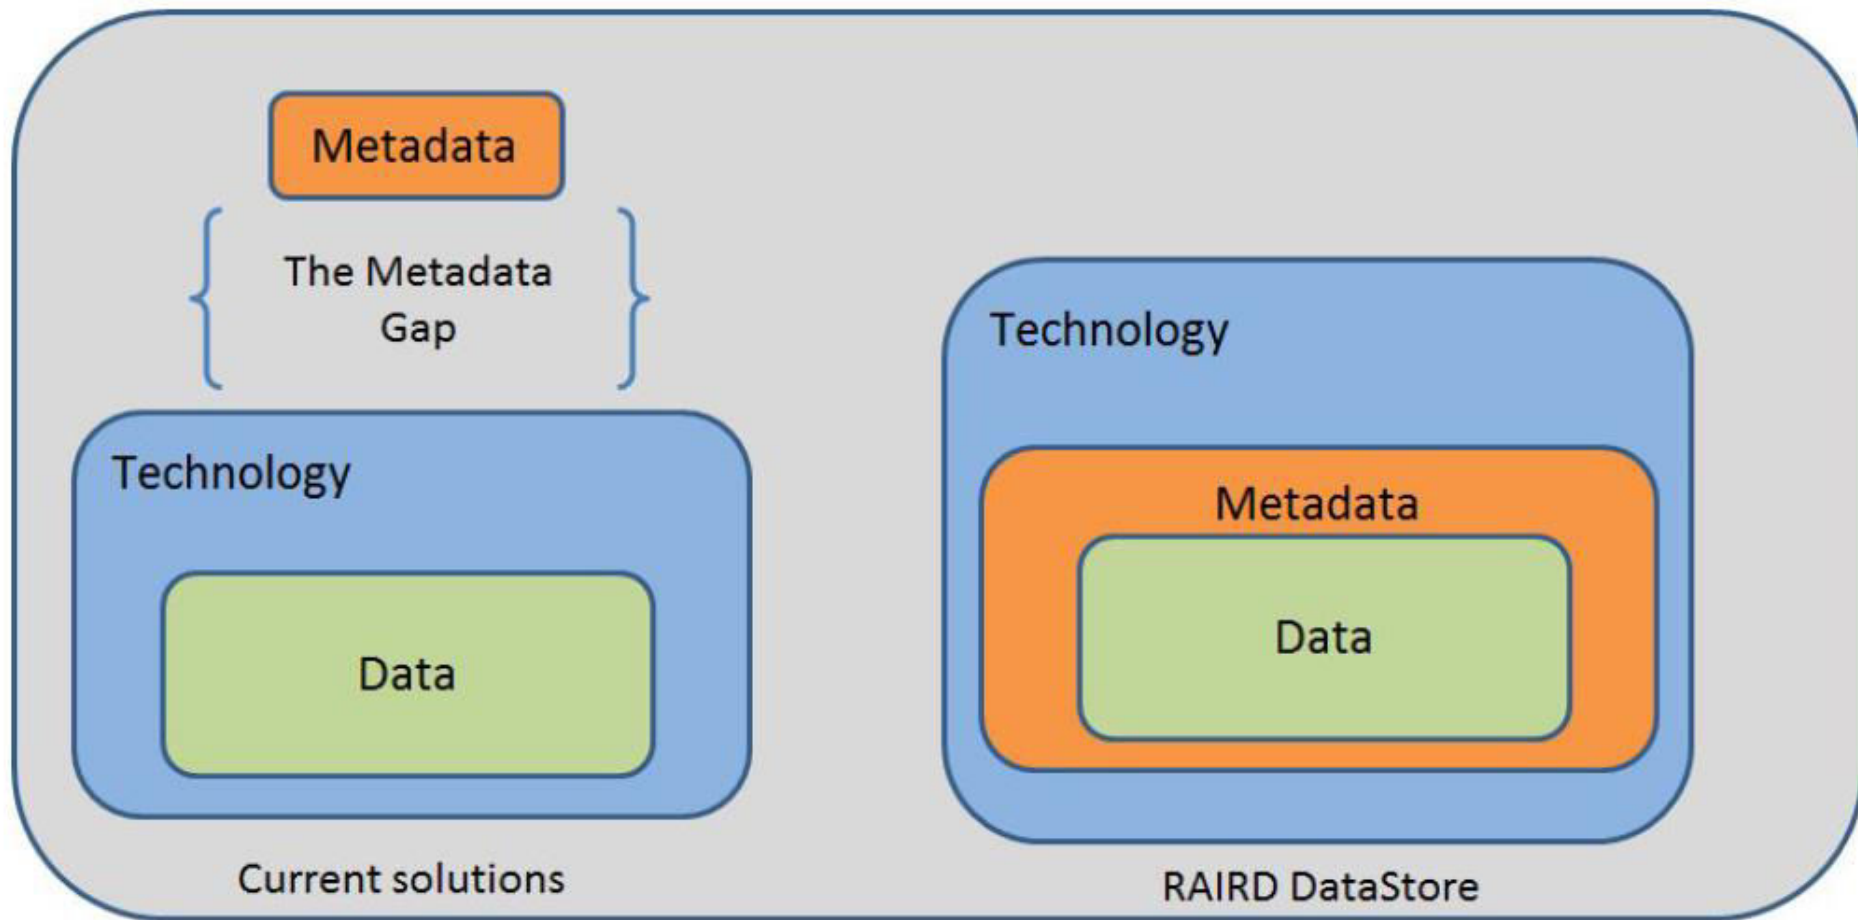 Metadata
The Metadata
Gap
Technology
Data
Current solutions
Technology
Metadata
Data
RAIRD DataStore